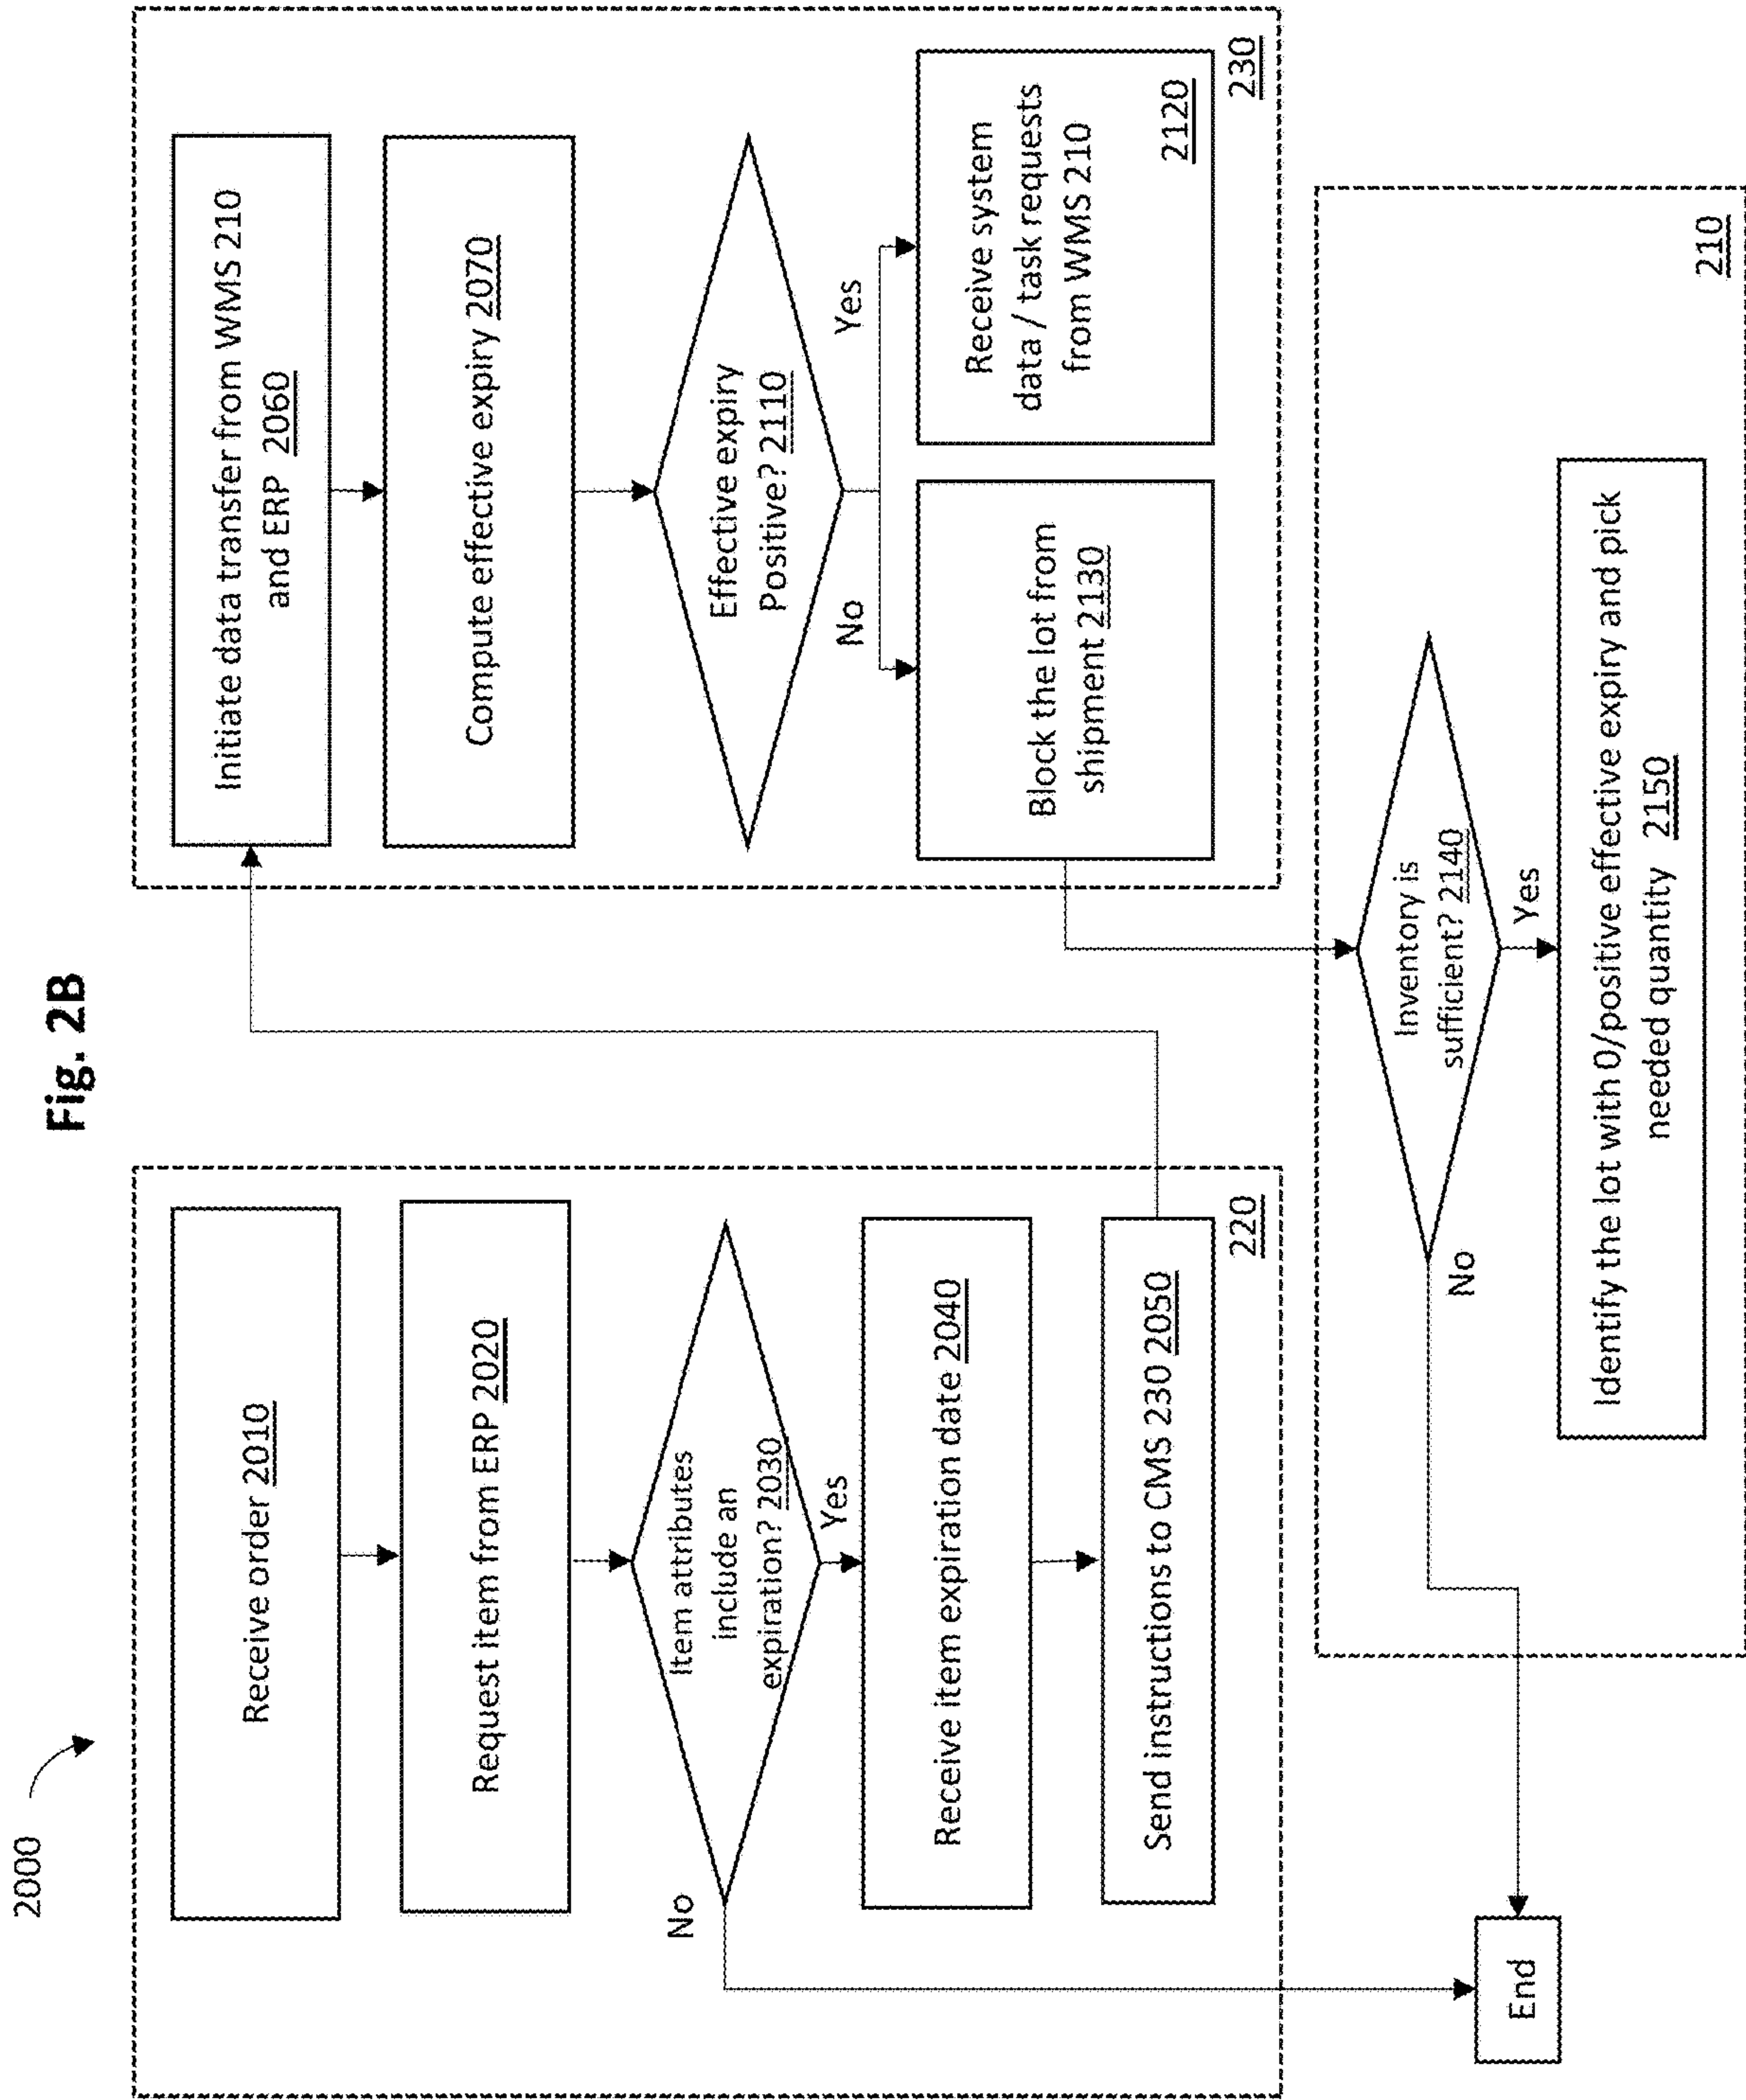 Fig. 2B
2000
Receive order 2010
Request item from ERP 2020
Item attributes
include an
expiration? 2030
No
Yes
Receive item expiration date 2040
Send instructions to CMS 230 2050
220
Initiate data transfer from WMS 210
and ERP 2060
Compute effective expiry 2070
Effective expiry
Positive? 2110
No
Yes
Block the lot from
shipment 2130
Receive system
data / task requests
from WMS 210
2120
230
Inventory is
sufficient? 2140
No
Yes
Identify the lot with 0/positive effective expiry and pick
needed quantity 2150
210
End